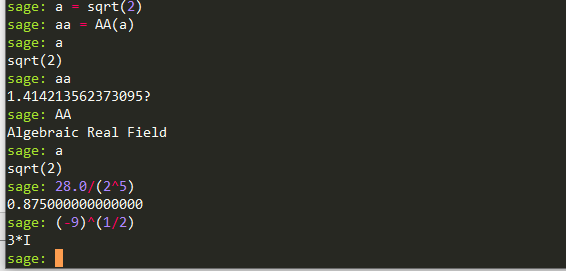 sage: a = sqrt(2)
sage: aa = AA(a)
sage: a
sqrt(2)
sage: aa
1.414213562373095?
sage: AA
Algebraic Real Field
sage: a
sqrt(2)
sage: 28.0/(2^5)
0.875000000000000
sage: (-9)^(1/2)
3*I
sage: